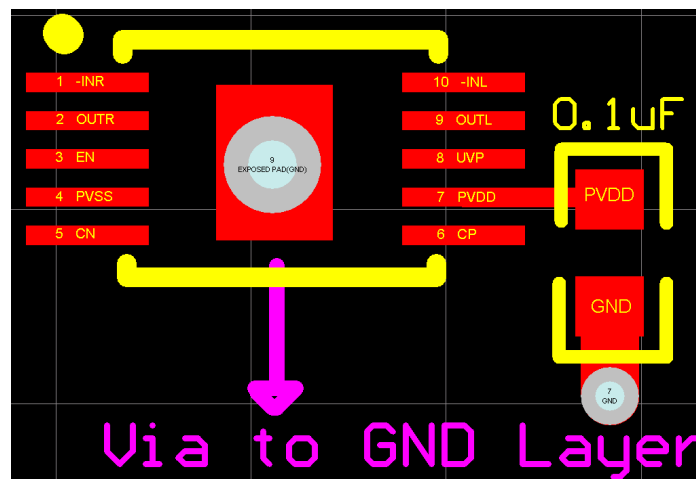 1 -INR
2 OUTR
3 EN
4 PVSS
5 CN
9
EXPOSED PAD(GND)
10 -INL
9 OUTL
8 UVP
7 PVDD
6 CP
0.1uF
PVDD
GND
7
GND
Via to GND Layer